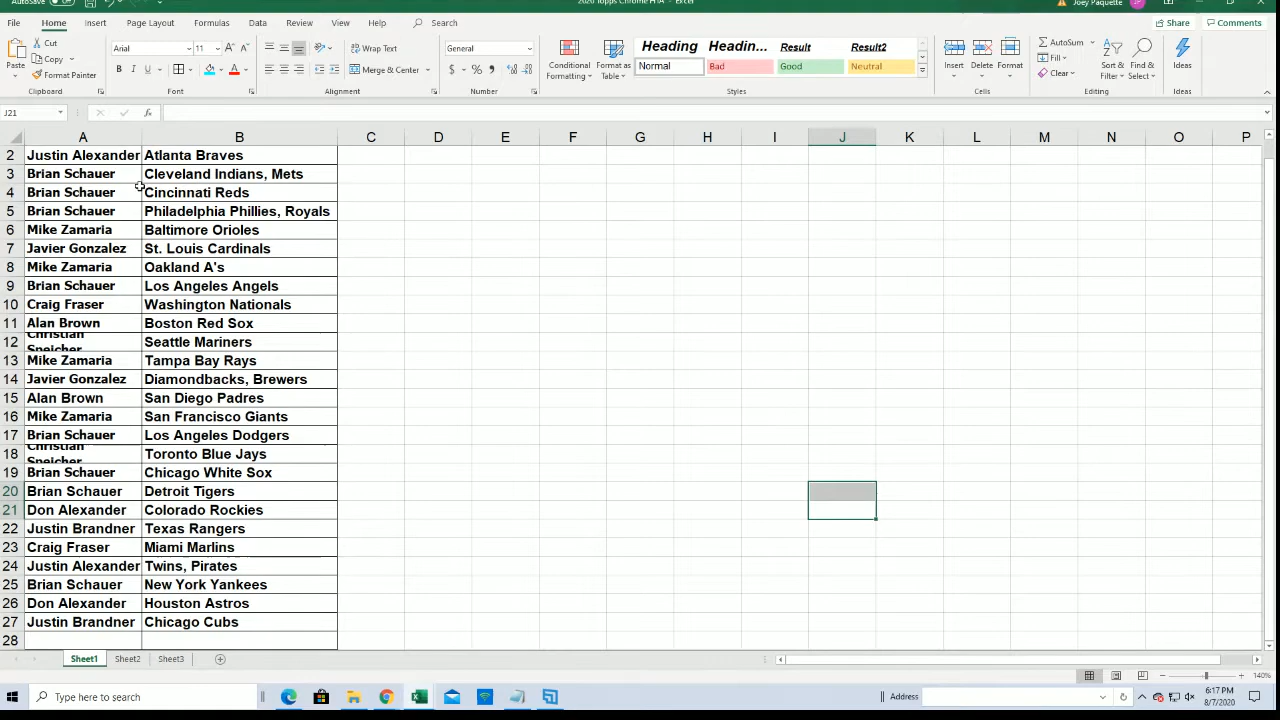 AutoSave Off
2020 Topps Chrome HTA - Excel
Joey Paquette JP
File Home Insert Page Layout Formulas Data Review View Help Search Share Comments
Paste Cut Copy Format Painter Clipboard
Arial 11 B I U A A Font
Wrap Text Merge & Center Alignment
General $ % Number
Conditional Formatting Format as Table
Heading Headin... Result Result2
Normal Bad Good Neutral
Styles
Insert Delete Format Cells
AutoSum Fill Clear Sort & Filter Find & Select Editing
Ideas Ideas
J21 fx
A B C D E F G H I J K L M N O P
2 Justin Alexander Atlanta Braves
3 Brian Schauer Cleveland Indians, Mets
4 Brian Schauer Cincinnati Reds
5 Brian Schauer Philadelphia Phillies, Royals
6 Mike Zamaria Baltimore Orioles
7 Javier Gonzalez St. Louis Cardinals
8 Mike Zamaria Oakland A's
9 Brian Schauer Los Angeles Angels
10 Craig Fraser Washington Nationals
11 Alan Brown Boston Red Sox
12 Christian Speicher Seattle Mariners
13 Mike Zamaria Tampa Bay Rays
14 Javier Gonzalez Diamondbacks, Brewers
15 Alan Brown San Diego Padres
16 Mike Zamaria San Francisco Giants
17 Brian Schauer Los Angeles Dodgers
18 Christian Speicher Toronto Blue Jays
19 Brian Schauer Chicago White Sox
20 Brian Schauer Detroit Tigers
21 Don Alexander Colorado Rockies
22 Justin Brandner Texas Rangers
23 Craig Fraser Miami Marlins
24 Justin Alexander Twins, Pirates
25 Brian Schauer New York Yankees
26 Don Alexander Houston Astros
27 Justin Brandner Chicago Cubs
28
Sheet1 Sheet2 Sheet3
140%
Type here to search
Address
6:17 PM
8/7/2020